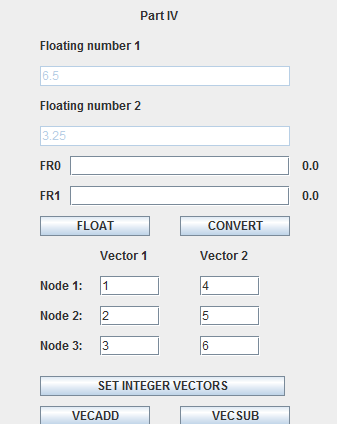 Part IV
Floating number 1
6.5
Floating number 2
3.25
FR0 0.0
FR1 0.0
FLOAT CONVERT
Vector 1 Vector 2
Node 1: 1 4
Node 2: 2 5
Node 3: 3 6
SET INTEGER VECTORS
VECADD VECSUB